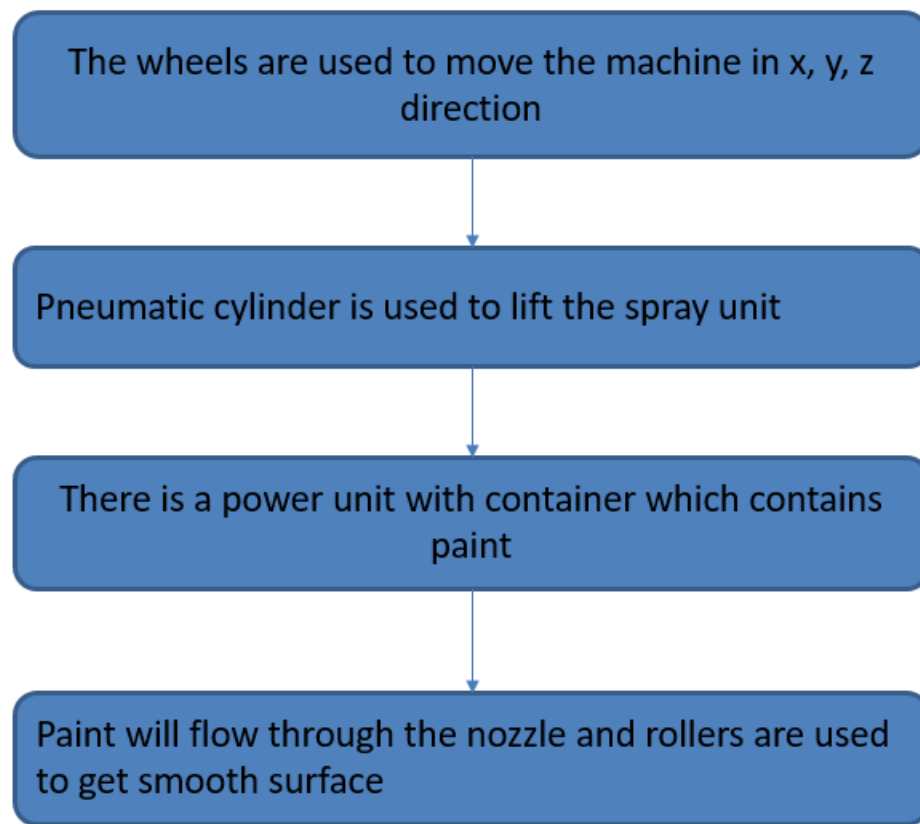 The wheels are used to move the machine in x, y, z
direction
Pneumatic cylinder is used to lift the spray unit
There is a power unit with container which contains
paint
Paint will flow through the nozzle and rollers are used
to get smooth surface